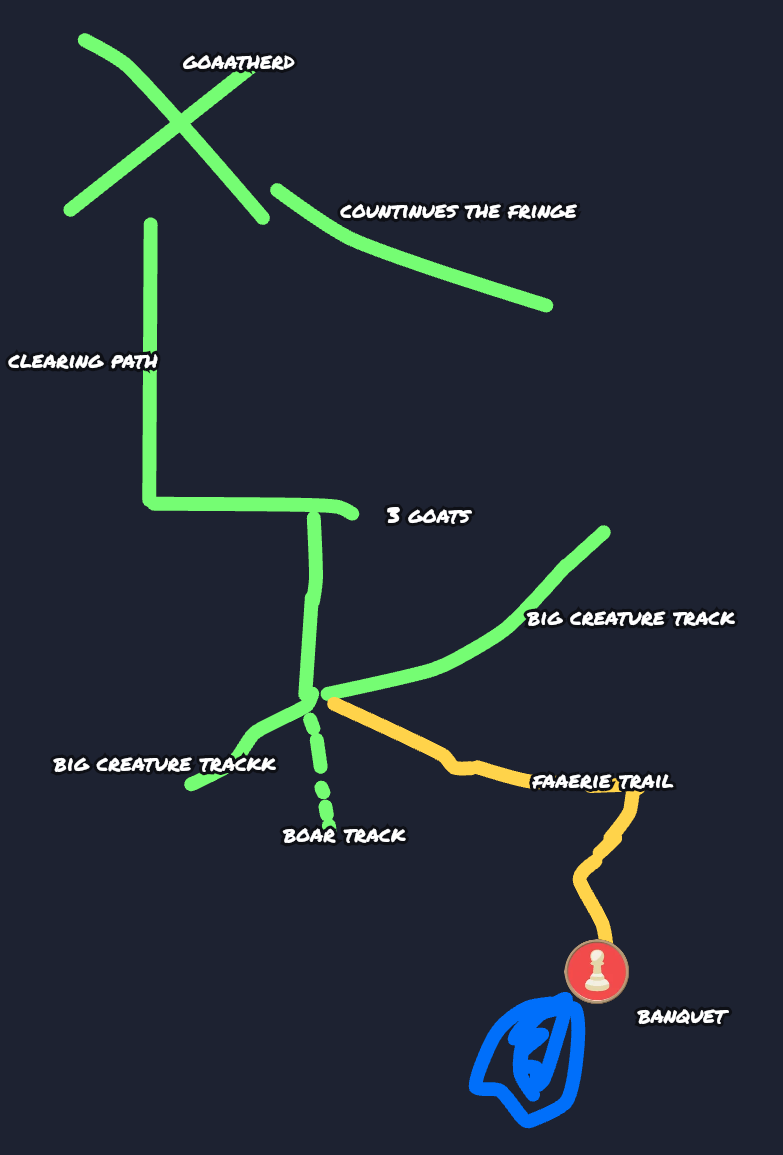 GOAATHERD
COUNTINUES THE FRINGE
CLEARING PATH
3 GOATS
BIG CREATURE TRACK
BIG CREATURE TRACKK
FAAERIE TRAIL
BOAR TRACK
BANQUET